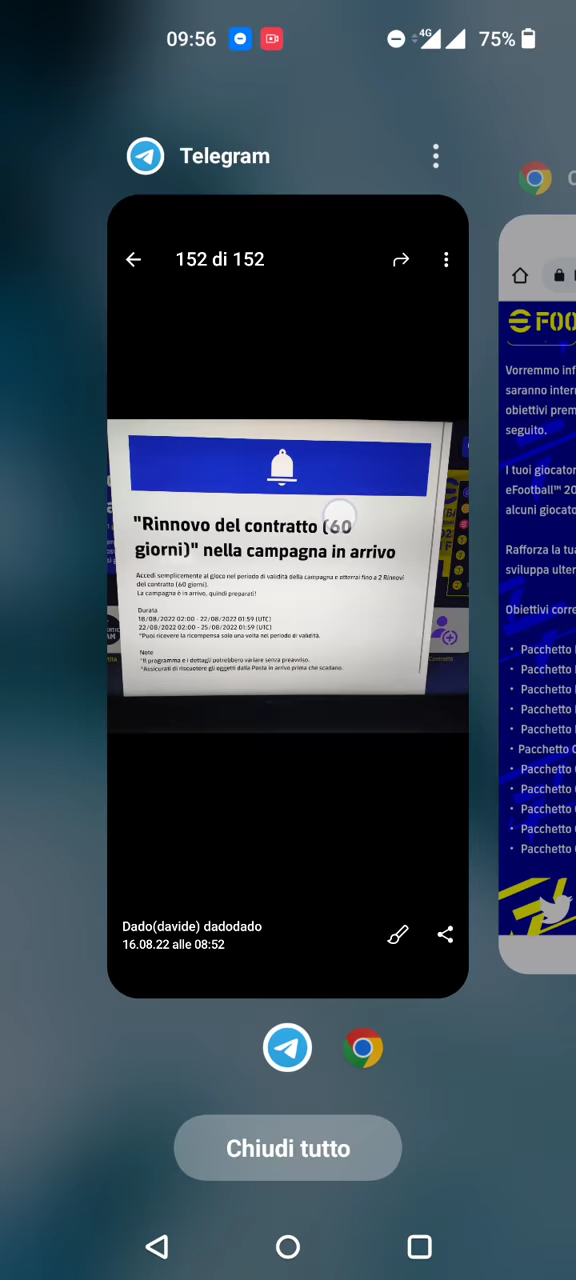 09:56
4G
75%
Telegram
152 di 152
"Rinnovo del contratto (60
giorni)" nella campagna in arrivo
Accedi semplicemente al gioco nel periodo di validità della campagna e otterrai fino a 2 Rinnovi
del contratto (60 giorni).
La campagna è in arrivo, quindi preparati!
Durata
18/08/2022 02:00 - 22/08/2022 01:59 (UTC)
22/08/2022 02:00 - 25/08/2022 01:59 (UTC)
*Puoi ricevere la ricompensa solo una volta nel periodo di validità.
Note
*Il programma e i dettagli potrebbero variare senza preavviso.
*Assicurati di riscuotere gli oggetti dalla Posta in arrivo prima che scadano.
Contratto
Dado(davide) dadodado
16.08.22 alle 08:52
FOO
Vorremmo inf
saranno inter
obiettivi prem
seguito.
I tuoi giocator
eFootball™ 20
alcuni giocato
Rafforza la tua
sviluppa ulter
Obiettivi corre
• Pacchetto
• Pacchetto
• Pacchetto
• Pacchetto
• Pacchetto
• Pacchetto
• Pacchetto
• Pacchetto
• Pacchetto
• Pacchetto
• Pacchetto
Chiudi tutto